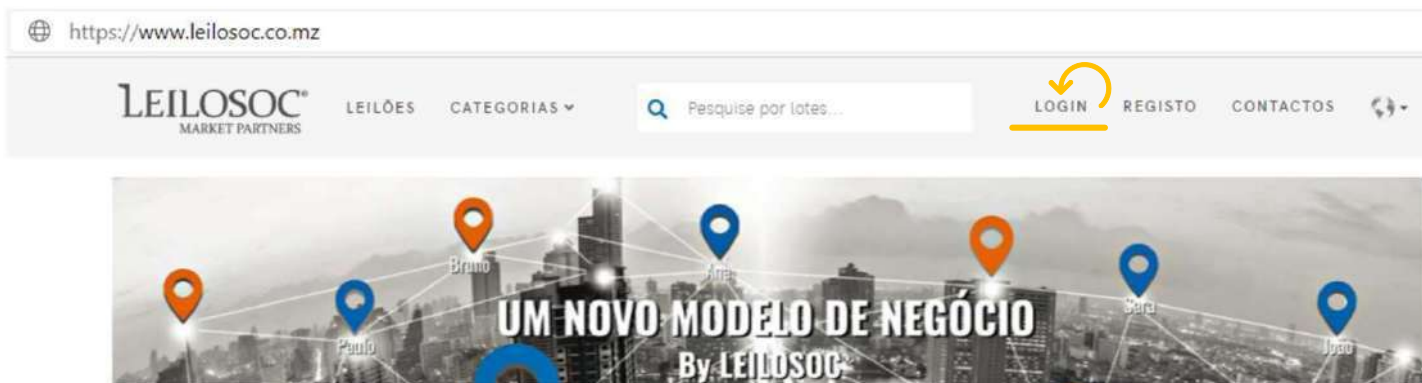 https://www.leilosoc.co.mz
LEILOSOC®
MARKET PARTNERS
LEILÕES CATEGORIAS
Pesquise por lotes...
LOGIN REGISTO CONTACTOS
Bruno
Ana
Sara
Paulo
João
UM NOVO MODELO DE NEGÓCIO
By LEILOSOC®